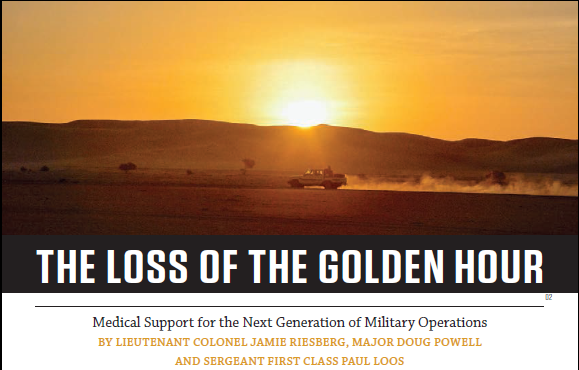 THE LOSS OF THE GOLDEN HOUR
02
Medical Support for the Next Generation of Military Operations
BY LIEUTENANT COLONEL JAMIE RIESBERG, MAJOR DOUG POWELL
AND SERGEANT FIRST CLASS PAUL LOOS